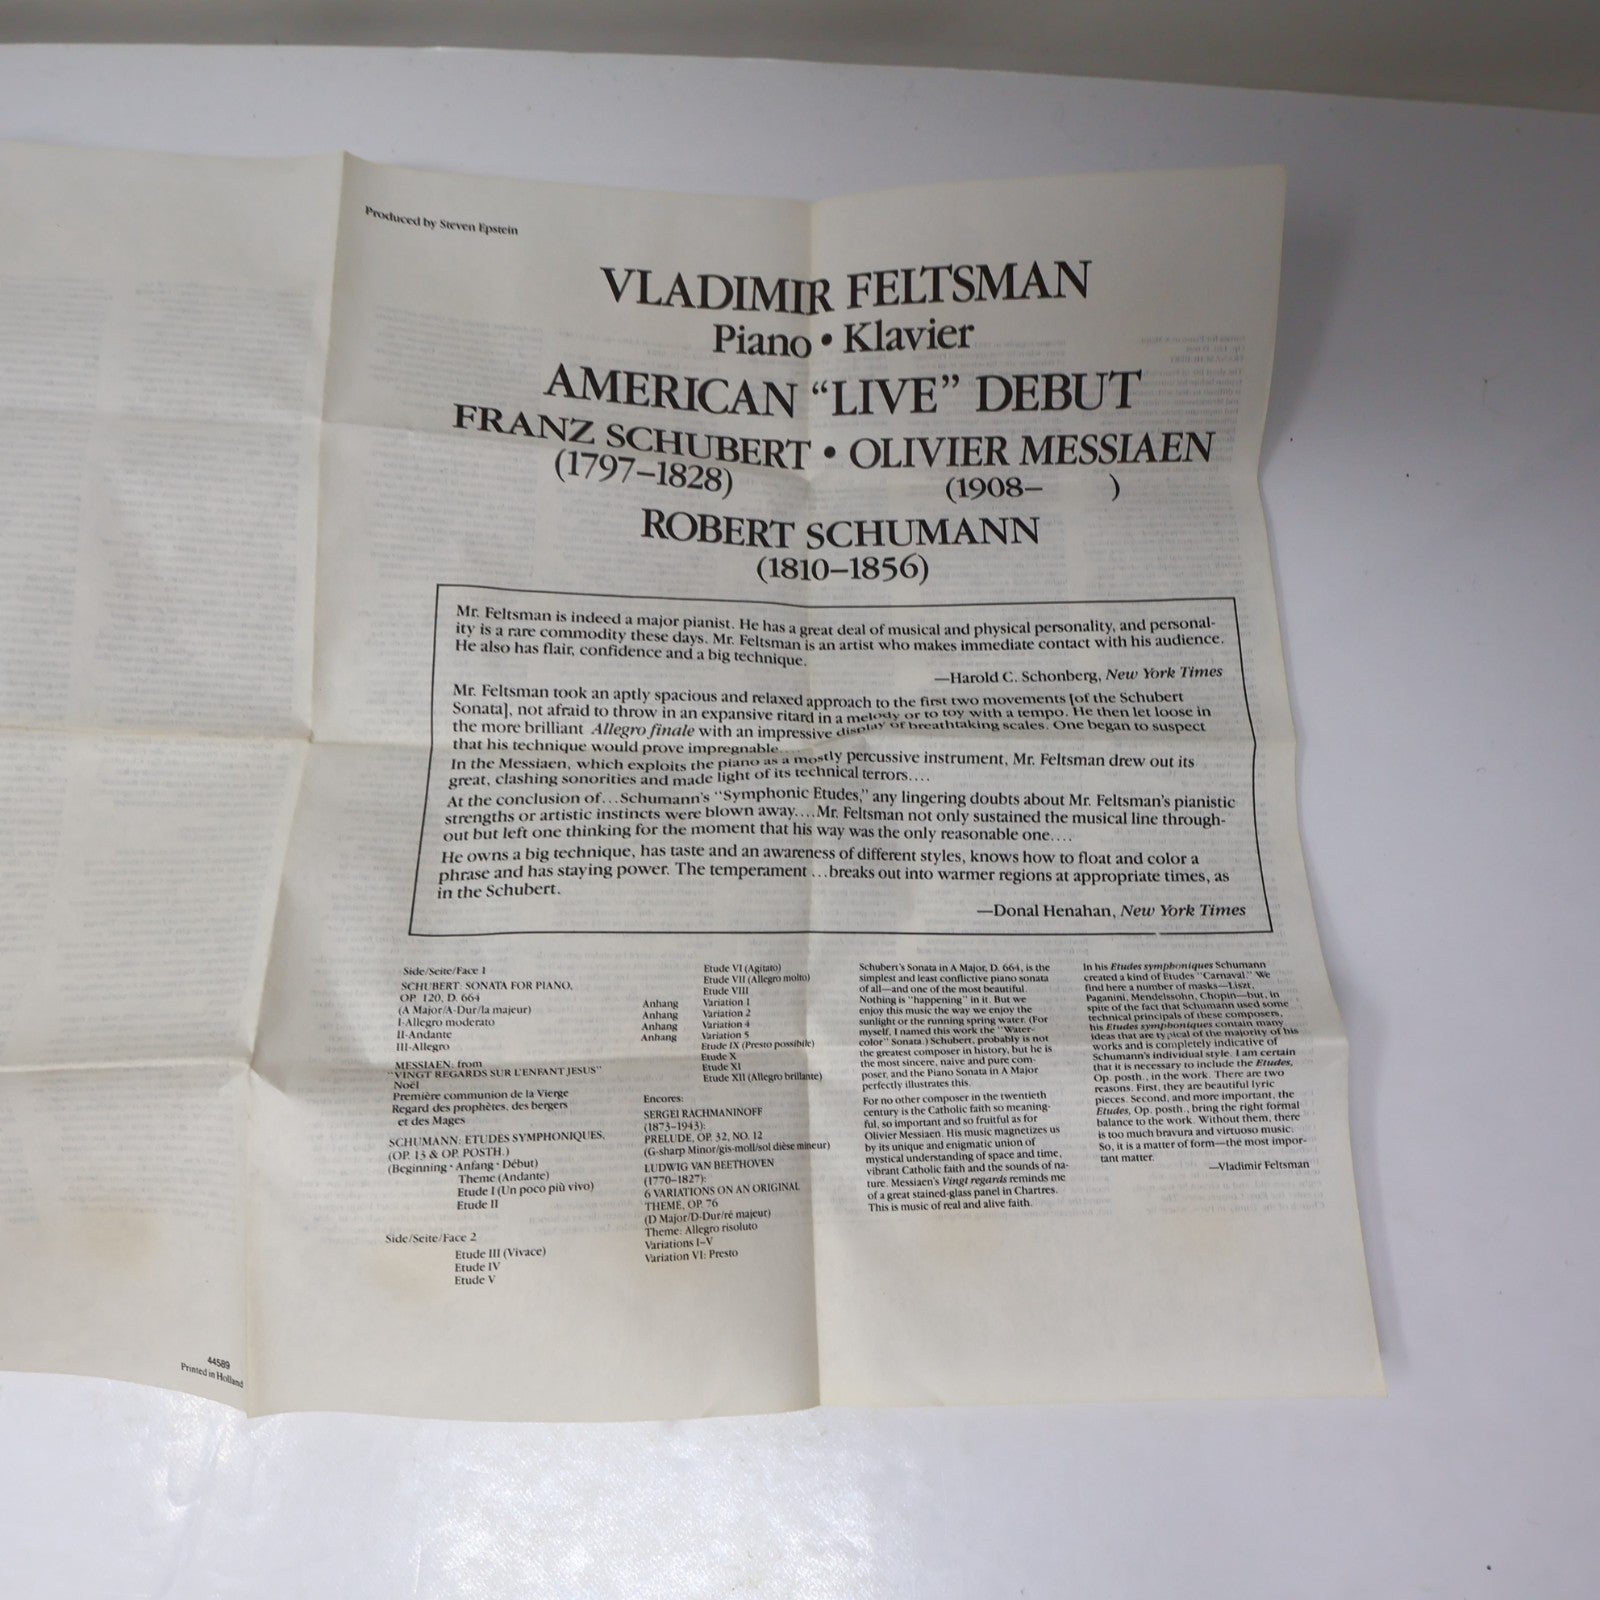 Produced by Steven Epstein
VLADIMIR FELTSMAN
Piano • Klavier
AMERICAN “LIVE” DEBUT
FRANZ SCHUBERT • OLIVIER MESSIAEN
(1797–1828) (1908– )
ROBERT SCHUMANN
(1810–1856)
Mr. Feltsman is indeed a major pianist. He has a great deal of musical and physical personality, and personal-
ity is a rare commodity these days. Mr. Feltsman is an artist who makes immediate contact with his audience.
He also has flair, confidence and a big technique.
—Harold C. Schonberg, New York Times
Mr. Feltsman took an aptly spacious and relaxed approach to the first two movements [of the Schubert
Sonata], not afraid to throw in an expansive ritard in a melody or to toy with a tempo. He then let loose in
the more brilliant Allegro finale with an impressive display of breathtaking scales. One began to suspect
that his technique would prove impregnable....
In the Messiaen, which exploits the piano as a mostly percussive instrument, Mr. Feltsman drew out its
great, clashing sonorities and made light of its technical terrors....
At the conclusion of...Schumann's “Symphonic Etudes,” any lingering doubts about Mr. Feltsman's pianistic
strengths or artistic instincts were blown away....Mr. Feltsman not only sustained the musical line through-
out but left one thinking for the moment that his way was the only reasonable one....
He owns a big technique, has taste and an awareness of different styles, knows how to float and color a
phrase and has staying power. The temperament ...breaks out into warmer regions at appropriate times, as
in the Schubert.
—Donal Henahan, New York Times
Side/Seite/Face 1
SCHUBERT: SONATA FOR PIANO,
OP. 120, D. 664
(A Major/A-Dur/la majeur)
I-Allegro moderato
II-Andante
III-Allegro
MESSIAEN: from
“VINGT REGARDS SUR L'ENFANT JESUS”
Noël
Première communion de la Vierge
Regard des prophètes, des bergers
et des Mages
SCHUMANN: ETUDES SYMPHONIQUES,
(OP. 13 & OP. POSTH.)
(Beginning • Anfang • Début)
Theme (Andante)
Etude I (Un poco più vivo)
Etude II
Side/Seite/Face 2
Etude III (Vivace)
Etude IV
Etude V
Etude VI (Agitato)
Etude VII (Allegro molto)
Etude VIII
Anhang Variation 1
Anhang Variation 2
Anhang Variation 4
Anhang Variation 5
Etude IX (Presto possibile)
Etude X
Etude XI
Etude XII (Allegro brillante)
Encores:
SERGEI RACHMANINOFF
(1873–1943):
PRELUDE, OP. 32, NO. 12
(G-sharp Minor/gis-moll/sol dièse mineur)
LUDWIG VAN BEETHOVEN
(1770–1827):
6 VARIATIONS ON AN ORIGINAL
THEME, OP. 76
(D Major/D-Dur/ré majeur)
Theme: Allegro risoluto
Variations I–V
Variation VI: Presto
Schubert's Sonata in A Major, D. 664, is the
simplest and least conflictive piano sonata
of all—and one of the most beautiful.
Nothing is “happening” in it. But we
enjoy this music the way we enjoy the
sunlight or the running spring water. (For
myself, I named this work the “Water-
color” Sonata.) Schubert, probably is not
the greatest composer in history, but he is
the most sincere, naive and pure com-
poser, and the Piano Sonata in A Major
perfectly illustrates this.
For no other composer in the twentieth
century is the Catholic faith so meaning-
ful, so important and so fruitful as for
Olivier Messiaen. His music magnetizes us
by its unique and enigmatic union of
mystical understanding of space and time,
vibrant Catholic faith and the sounds of na-
ture. Messiaen's Vingt regards reminds me
of a great stained-glass panel in Chartres.
This is music of real and alive faith.
In his Etudes symphoniques Schumann
created a kind of Etudes “Carnaval.” We
find here a number of masks—Liszt,
Paganini, Mendelssohn, Chopin—but, in
spite of the fact that Schumann used some
technical principals of these composers,
his Etudes symphoniques contain many
ideas that are typical of the majority of his
works and is completely indicative of
Schumann's individual style. I am certain
that it is necessary to include the Etudes,
Op. posth., in the work. There are two
reasons. First, they are beautiful lyric
pieces. Second, and more important, the
Etudes, Op. posth., bring the right formal
balance to the work. Without them, there
is too much bravura and virtuoso music.
So, it is a matter of form—the most impor-
tant matter.
—Vladimir Feltsman
44589
Printed in Holland